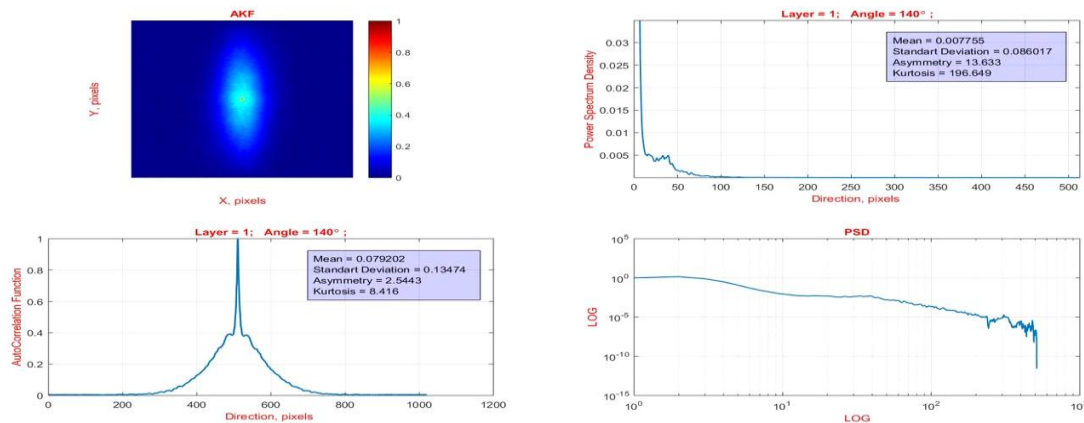 AKF
Y, pixels
X, pixels
1
0.8
0.6
0.4
0.2
0
Layer = 1; Angle = 140° ;
Power Spectrum Density
0.03
0.025
0.02
0.015
0.01
0.005
Mean = 0.007755
Standart Deviation = 0.086017
Asymmetry = 13.633
Kurtosis = 196.649
0 50 100 150 200 250 300 350 400 450 500
Direction, pixels
Layer = 1; Angle = 140° ;
AutoCorrelation Function
1
0.8
0.6
0.4
0.2
0
Mean = 0.079202
Standart Deviation = 0.13474
Asymmetry = 2.5443
Kurtosis = 8.416
0 200 400 600 800 1000 1200
Direction, pixels
PSD
LOG
10^5
10^0
10^-5
10^-10
10^-15
10^0 10^1 10^2 10^3
LOG